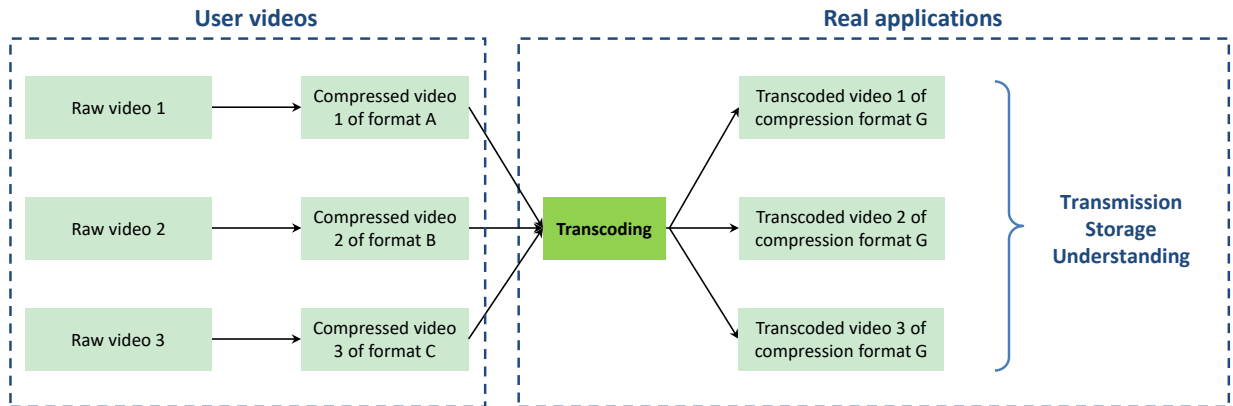 User videos
Real applications
Raw video 1
Compressed video
1 of format A
Transcoded video 1 of
compression format G
Raw video 2
Compressed video
2 of format B
Transcoding
Transcoded video 2 of
compression format G
Transmission
Storage
Understanding
Raw video 3
Compressed video
3 of format C
Transcoded video 3 of
compression format G